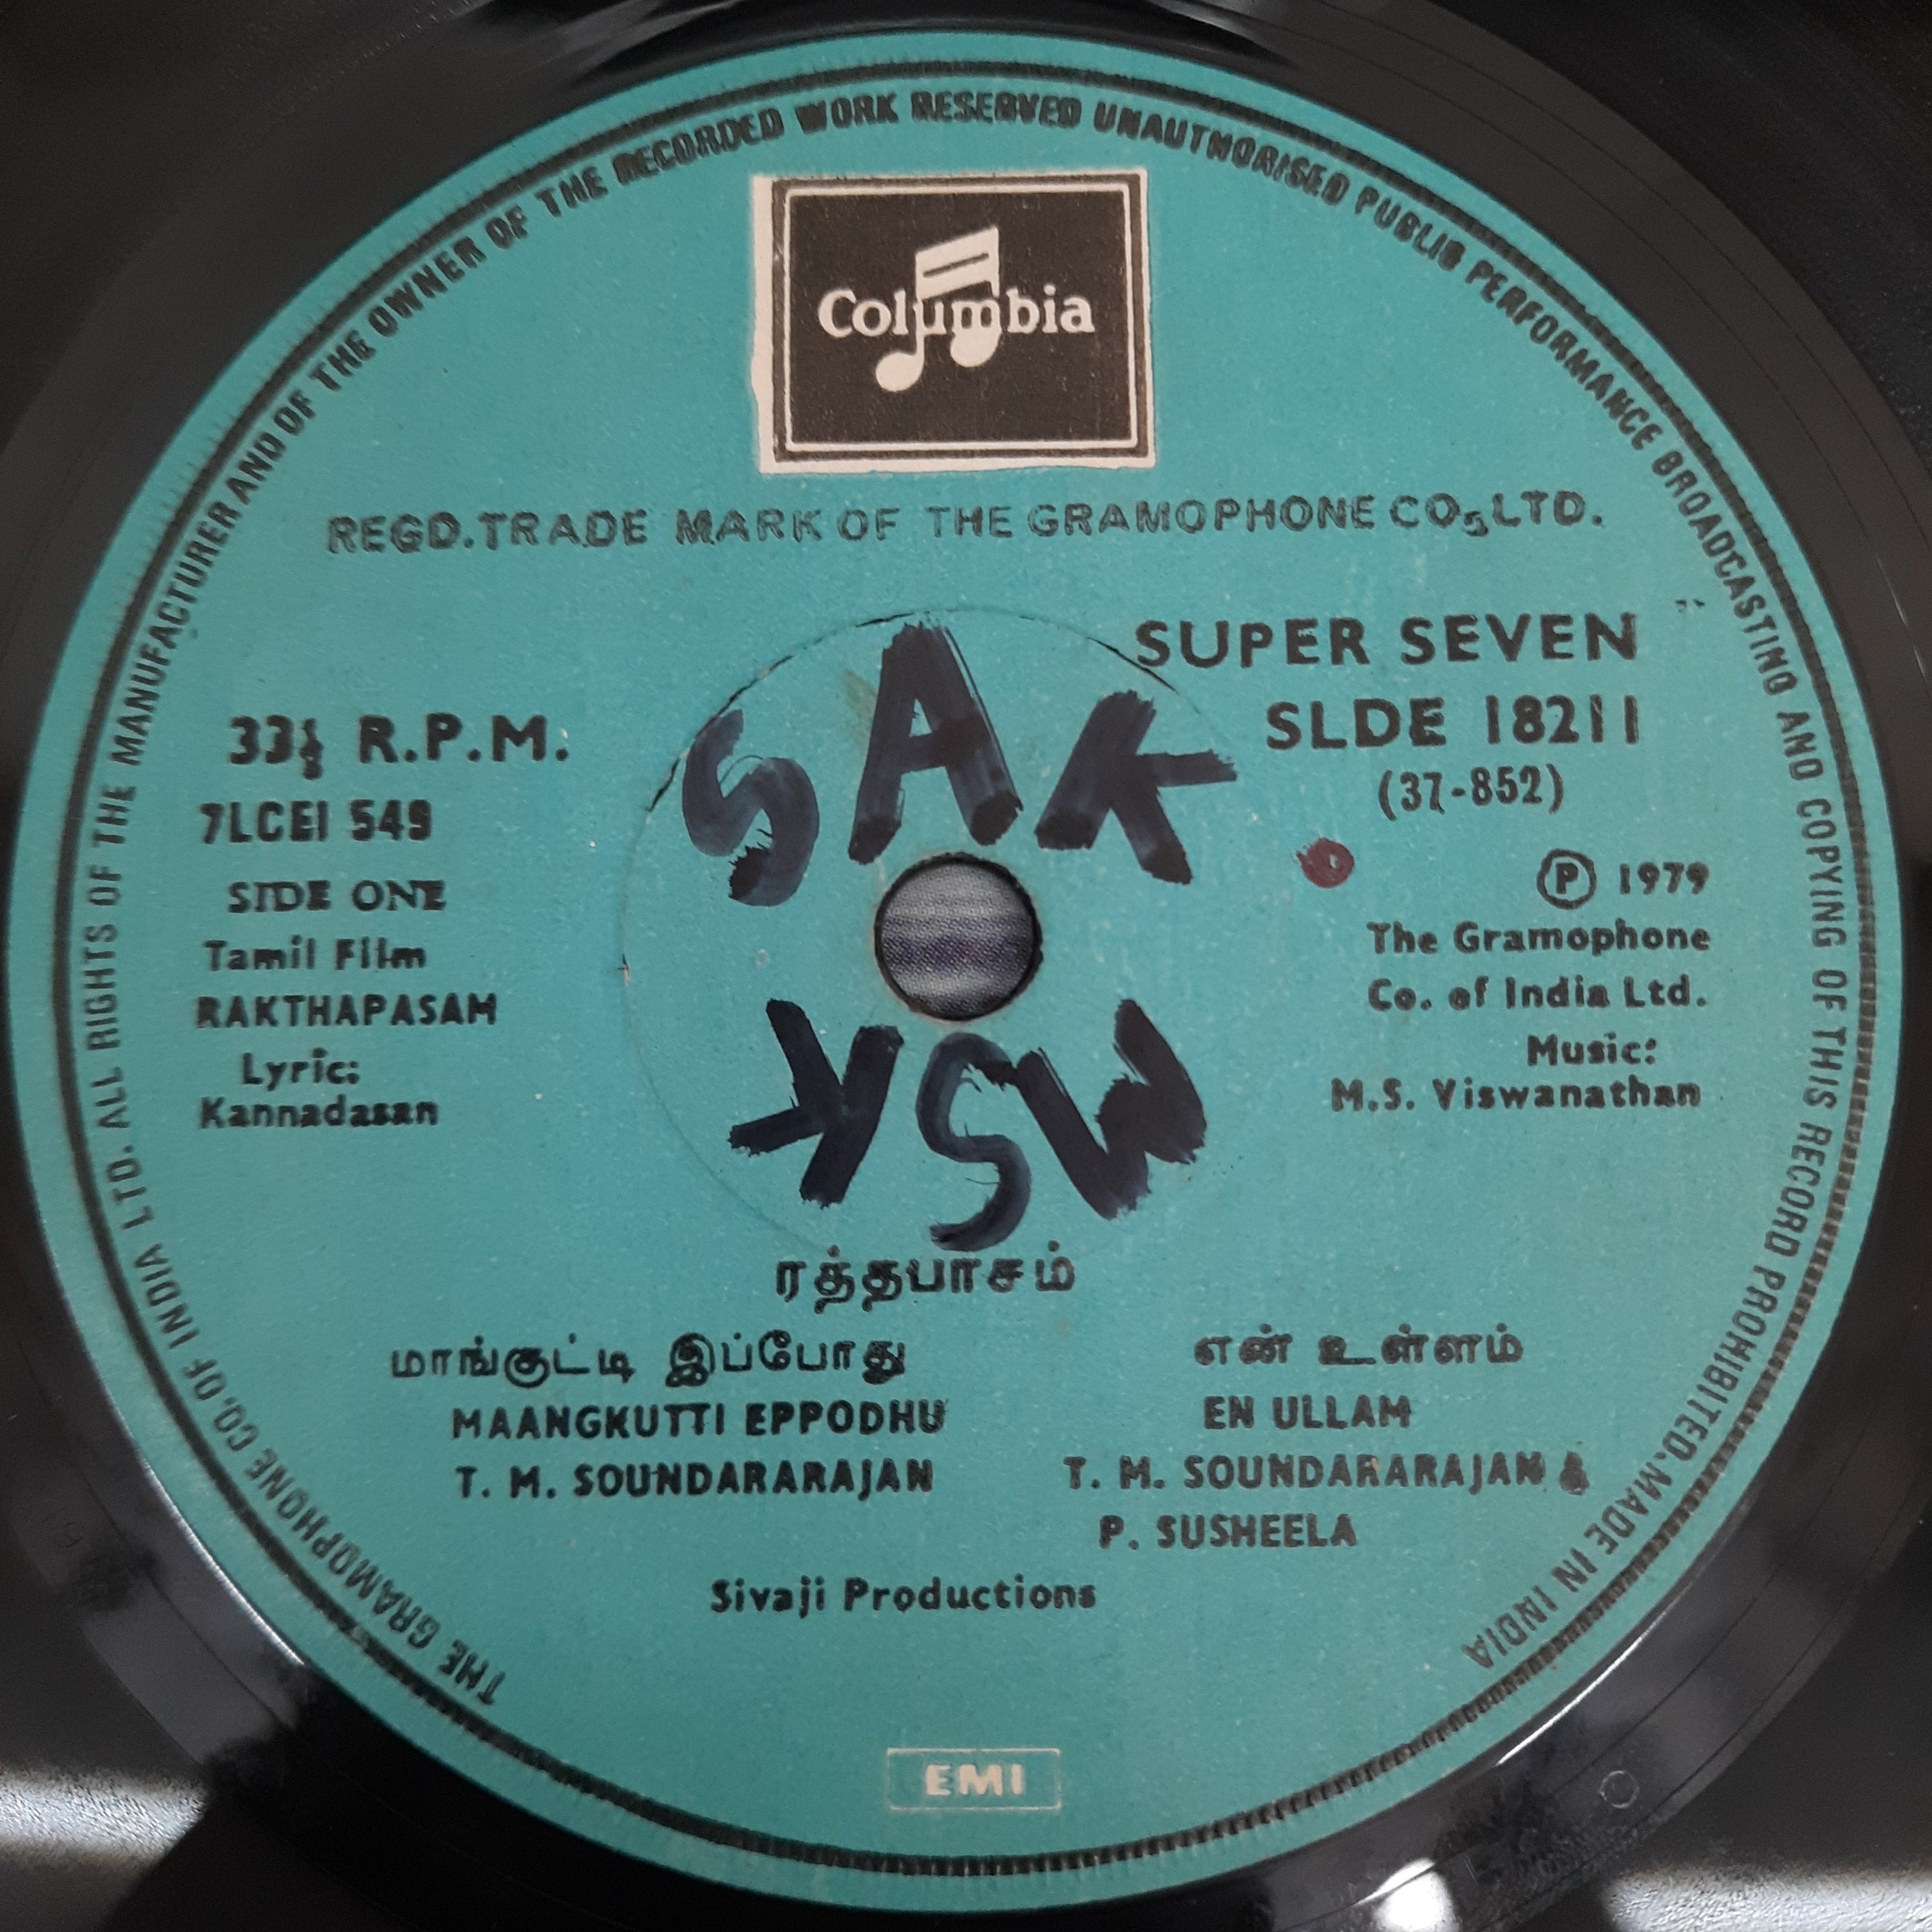 THE GRAMOPHONE CO. OF INDIA LTD. ALL RIGHTS OF THE MANUFACTURER AND OF THE OWNER OF THE RECORDED WORK RESERVED UNAUTHORISED PUBLIC PERFORMANCE BROADCASTING AND COPYING OF THIS RECORD PROHIBITED. MADE IN INDIA
Columbia
REGD. TRADE MARK OF THE GRAMOPHONE CO., LTD.
SUPER SEVEN
SLDE 18211
(37-852)
33⅓ R.P.M.
7LCEI 549
SIDE ONE
Tamil Film
RAKTHAPASAM
Lyric:
Kannadasan
SAK
MSK
Ⓟ 1979
The Gramophone
Co. of India Ltd.
Music:
M.S. Viswanathan
ரத்தபாசம்
மாங்குட்டி இப்போது
MAANGKUTTI EPPODHU
T. M. SOUNDARARAJAN
என் உள்ளம்
EN ULLAM
T. M. SOUNDARARAJAN &
P. SUSHEELA
Sivaji Productions
EMI